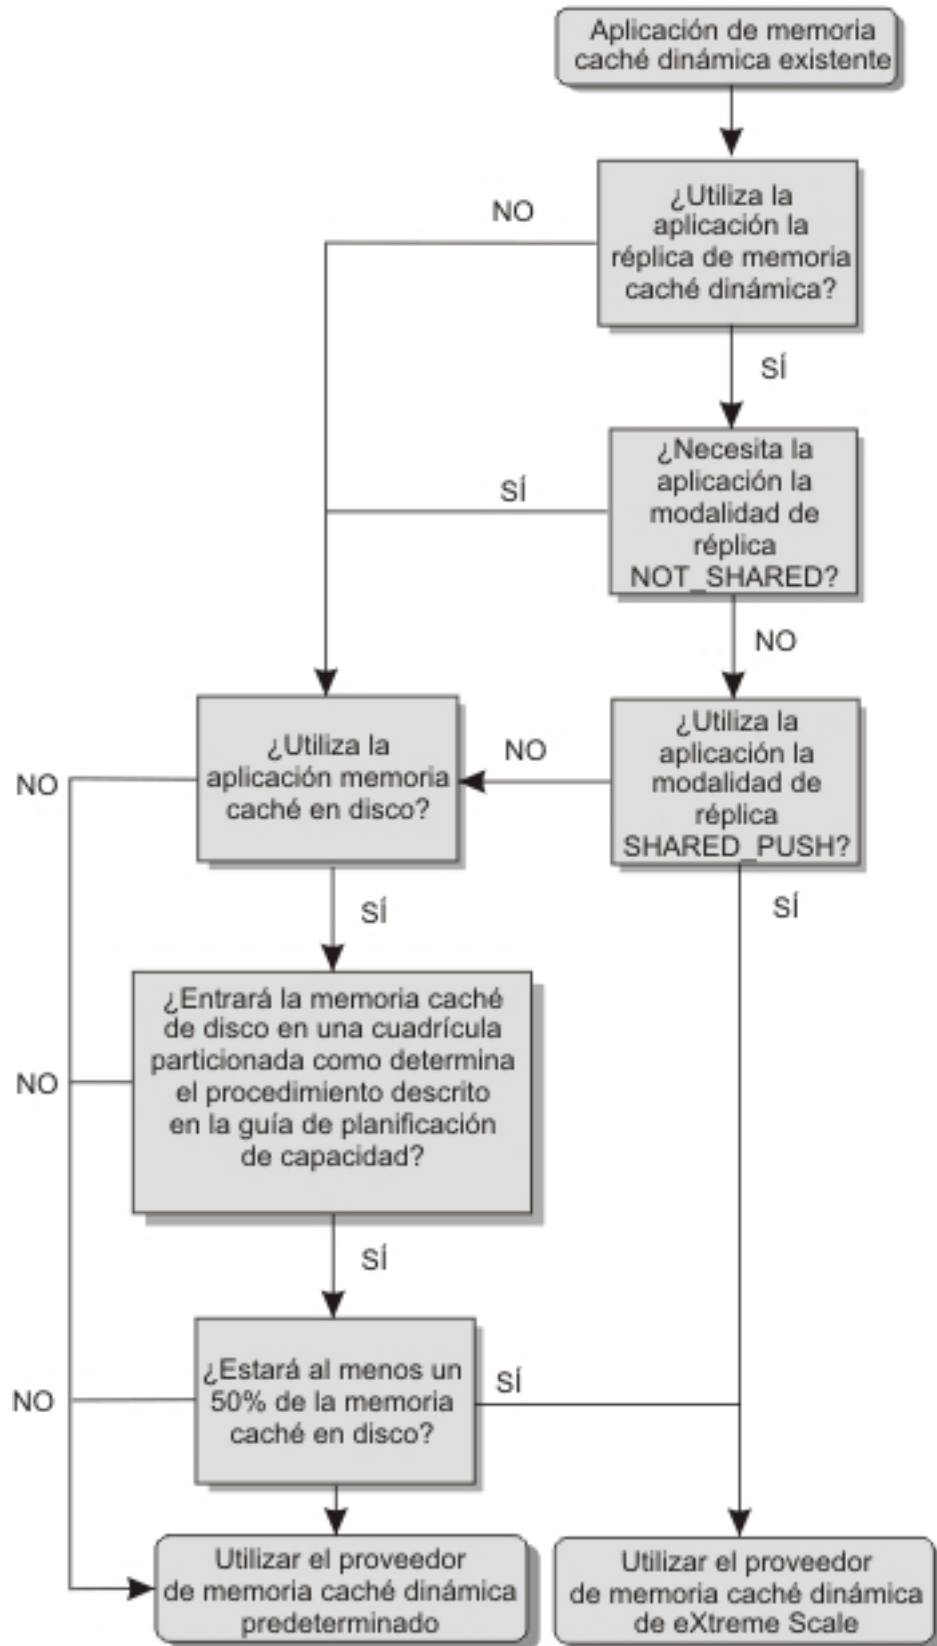 Aplicación de memoria
caché dinámica existente
¿Utiliza la
aplicación la
réplica de memoria
caché dinámica?
NO
SÍ
¿Necesita la
aplicación la
modalidad de
réplica
NOT_SHARED?
SÍ
NO
¿Utiliza la
aplicación la
modalidad de
réplica
SHARED_PUSH?
NO
SÍ
¿Utiliza la
aplicación memoria
caché en disco?
NO
SÍ
¿Entrará la memoria caché
de disco en una cuadrícula
particionada como determina
el procedimiento descrito
en la guía de planificación
de capacidad?
NO
SÍ
¿Estará al menos un
50% de la memoria
caché en disco?
NO
SÍ
Utilizar el proveedor
de memoria caché dinámica
predeterminado
Utilizar el proveedor
de memoria caché dinámica
de eXtreme Scale